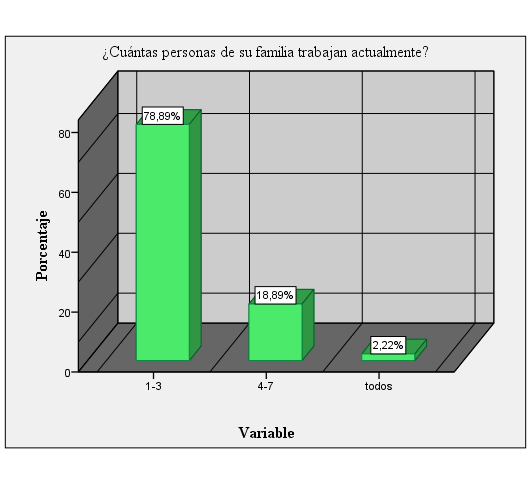 ¿Cuántas personas de su familia trabajan actualmente?
Porcentaje
80
60
40
20
0
78,89%
18,89%
2,22%
1-3
4-7
todos
Variable